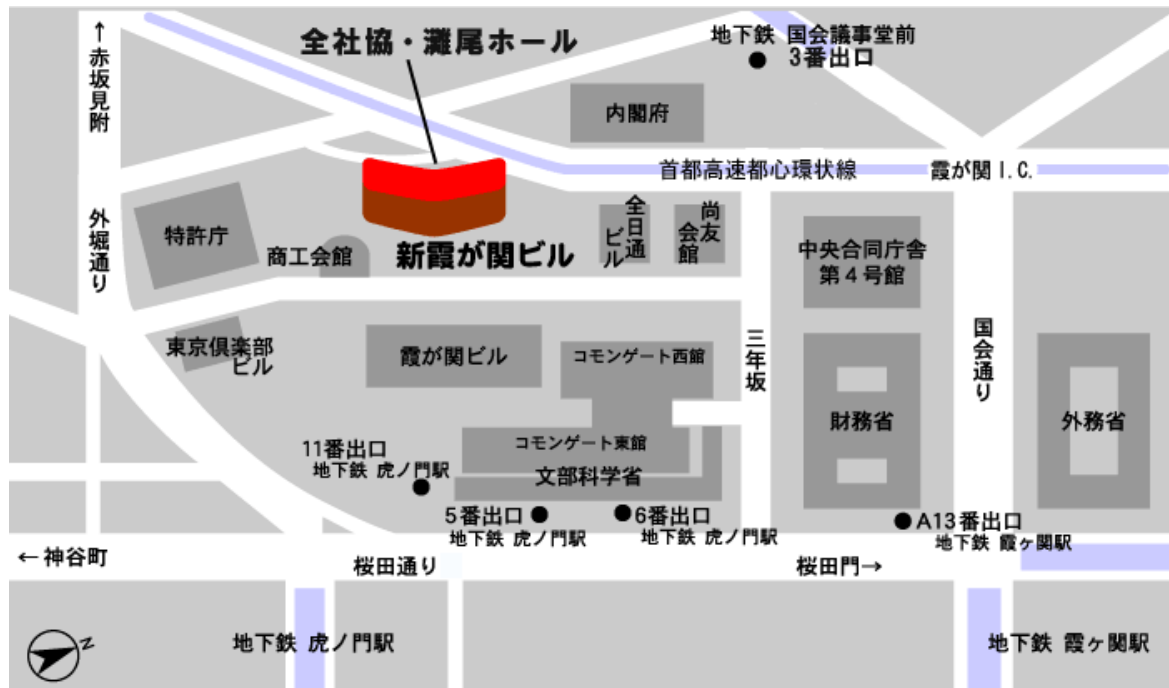 ↑赤坂見附
全社協・灘尾ホール
地下鉄 国会議事堂前
3番出口
内閣府
首都高速都心環状線
霞が関 I.C.
外堀通り
特許庁
商工会館
新霞が関ビル
全日通
ビル
尚友
会館
中央合同庁舎
第4号館
東京倶楽部
ビル
霞が関ビル
コモンゲート西館
三年坂
国会通り
財務省
外務省
コモンゲート東館
文部科学省
11番出口
地下鉄 虎ノ門駅
5番出口
地下鉄 虎ノ門駅
6番出口
地下鉄 虎ノ門駅
A13番出口
地下鉄 霞ヶ関駅
←神谷町
桜田通り
桜田門→
地下鉄 虎ノ門駅
地下鉄 霞ヶ関駅
N